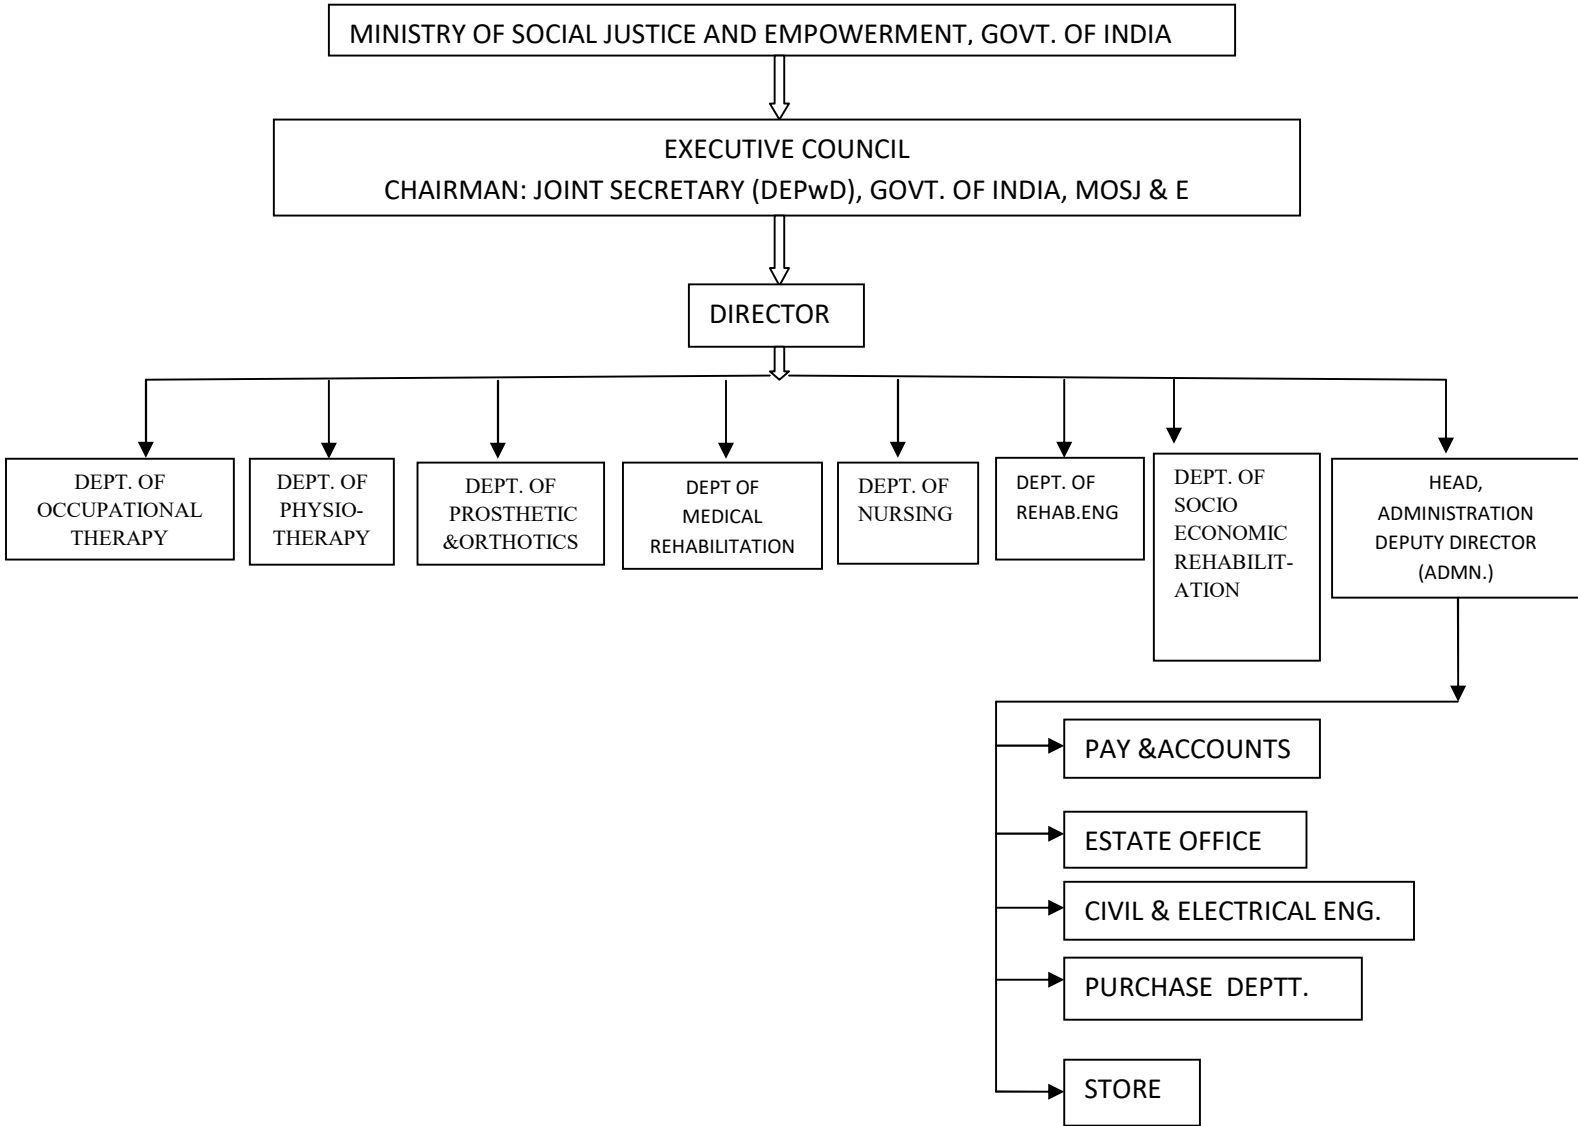 MINISTRY OF SOCIAL JUSTICE AND EMPOWERMENT, GOVT. OF INDIA
EXECUTIVE COUNCIL
CHAIRMAN: JOINT SECRETARY (DEPwD), GOVT. OF INDIA, MOSJ & E
DIRECTOR
DEPT. OF
OCCUPATIONAL
THERAPY
DEPT. OF
PHYSIO-
THERAPY
DEPT. OF
PROSTHETIC
&ORTHOTICS
DEPT OF
MEDICAL
REHABILITATION
DEPT. OF
NURSING
DEPT. OF
REHAB.ENG
DEPT. OF
SOCIO
ECONOMIC
REHABILIT-
ATION
HEAD,
ADMINISTRATION
DEPUTY DIRECTOR
(ADMN.)
PAY &ACCOUNTS
ESTATE OFFICE
CIVIL & ELECTRICAL ENG.
PURCHASE  DEPTT.
STORE